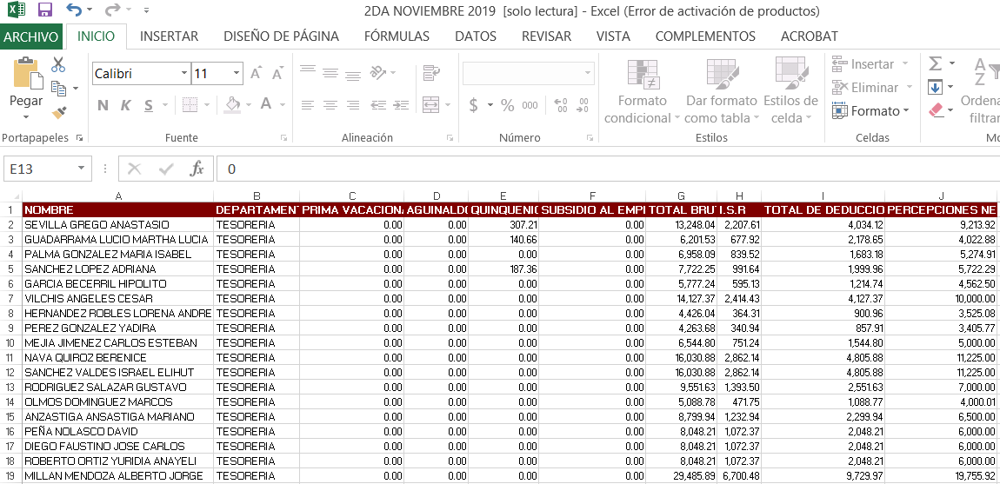 2DA NOVIEMBRE 2019 [solo lectura] - Excel (Error de activación de productos)
ARCHIVO INICIO INSERTAR DISEÑO DE PÁGINA FÓRMULAS DATOS REVISAR VISTA COMPLEMENTOS ACROBAT
Calibri 11 Insertar
Pegar Formato condicional Dar formato como tabla Estilos de celda Eliminar Ordena filtrar
N K S A $ % 000 Formato
Portapapeles Fuente Alineación Número Estilos Celdas Mo
E13 fx 0
A B C D E F G H I J
1 NOMBRE DEPARTAMENT PRIMA VACACIONA AGUINALDO QUINQUENIO SUBSIDIO AL EMPL TOTAL BRUT I.S.R TOTAL DE DEDUCCIO PERCEPCIONES NE
2 SEVILLA GREGO ANASTASIO TESORERIA 0.00 0.00 307.21 0.00 13,248.04 2,207.61 4,034.12 9,213.92
3 GUADARRAMA LUCIO MARTHA LUCIA TESORERIA 0.00 0.00 140.66 0.00 6,201.53 677.92 2,178.65 4,022.88
4 PALMA GONZALEZ MARIA ISABEL TESORERIA 0.00 0.00 0.00 0.00 6,958.09 839.52 1,683.18 5,274.91
5 SANCHEZ LOPEZ ADRIANA TESORERIA 0.00 0.00 187.36 0.00 7,722.25 991.64 1,999.96 5,722.29
6 GARCIA BECERRIL HIPOLITO TESORERIA 0.00 0.00 0.00 0.00 5,777.24 595.13 1,214.74 4,562.50
7 VILCHIS ANGELES CESAR TESORERIA 0.00 0.00 0.00 0.00 14,127.37 2,414.43 4,127.37 10,000.00
8 HERNANDEZ ROBLES LORENA ANDRE TESORERIA 0.00 0.00 0.00 0.00 4,426.04 364.31 900.96 3,525.08
9 PEREZ GONZALEZ YADIRA TESORERIA 0.00 0.00 0.00 0.00 4,263.68 340.94 857.91 3,405.77
10 MEJIA JIMENEZ CARLOS ESTEBAN TESORERIA 0.00 0.00 0.00 0.00 6,544.80 751.24 1,544.80 5,000.00
11 NAVA QUIROZ BERENICE TESORERIA 0.00 0.00 0.00 0.00 16,030.88 2,862.14 4,805.88 11,225.00
12 SANCHEZ VALDES ISRAEL ELIHUT TESORERIA 0.00 0.00 0.00 0.00 16,030.88 2,862.14 4,805.88 11,225.00
13 RODRIGUEZ SALAZAR GUSTAVO TESORERIA 0.00 0.00 0.00 0.00 9,551.63 1,393.50 2,551.63 7,000.00
14 OLMOS DOMINGUEZ MARCOS TESORERIA 0.00 0.00 0.00 0.00 5,088.78 471.75 1,088.77 4,000.01
15 ANZASTIGA ANSASTIGA MARIANO TESORERIA 0.00 0.00 0.00 0.00 8,799.94 1,232.94 2,299.94 6,500.00
16 PEÑA NOLASCO DAVID TESORERIA 0.00 0.00 0.00 0.00 8,048.21 1,072.37 2,048.21 6,000.00
17 DIEGO FAUSTINO JOSE CARLOS TESORERIA 0.00 0.00 0.00 0.00 8,048.21 1,072.37 2,048.21 6,000.00
18 ROBERTO ORTIZ YURIDIA ANAYELI TESORERIA 0.00 0.00 0.00 0.00 8,048.21 1,072.37 2,048.21 6,000.00
19 MILLAN MENDOZA ALBERTO JORGE TESORERIA 0.00 0.00 0.00 0.00 29,485.89 6,700.48 9,729.97 19,755.92